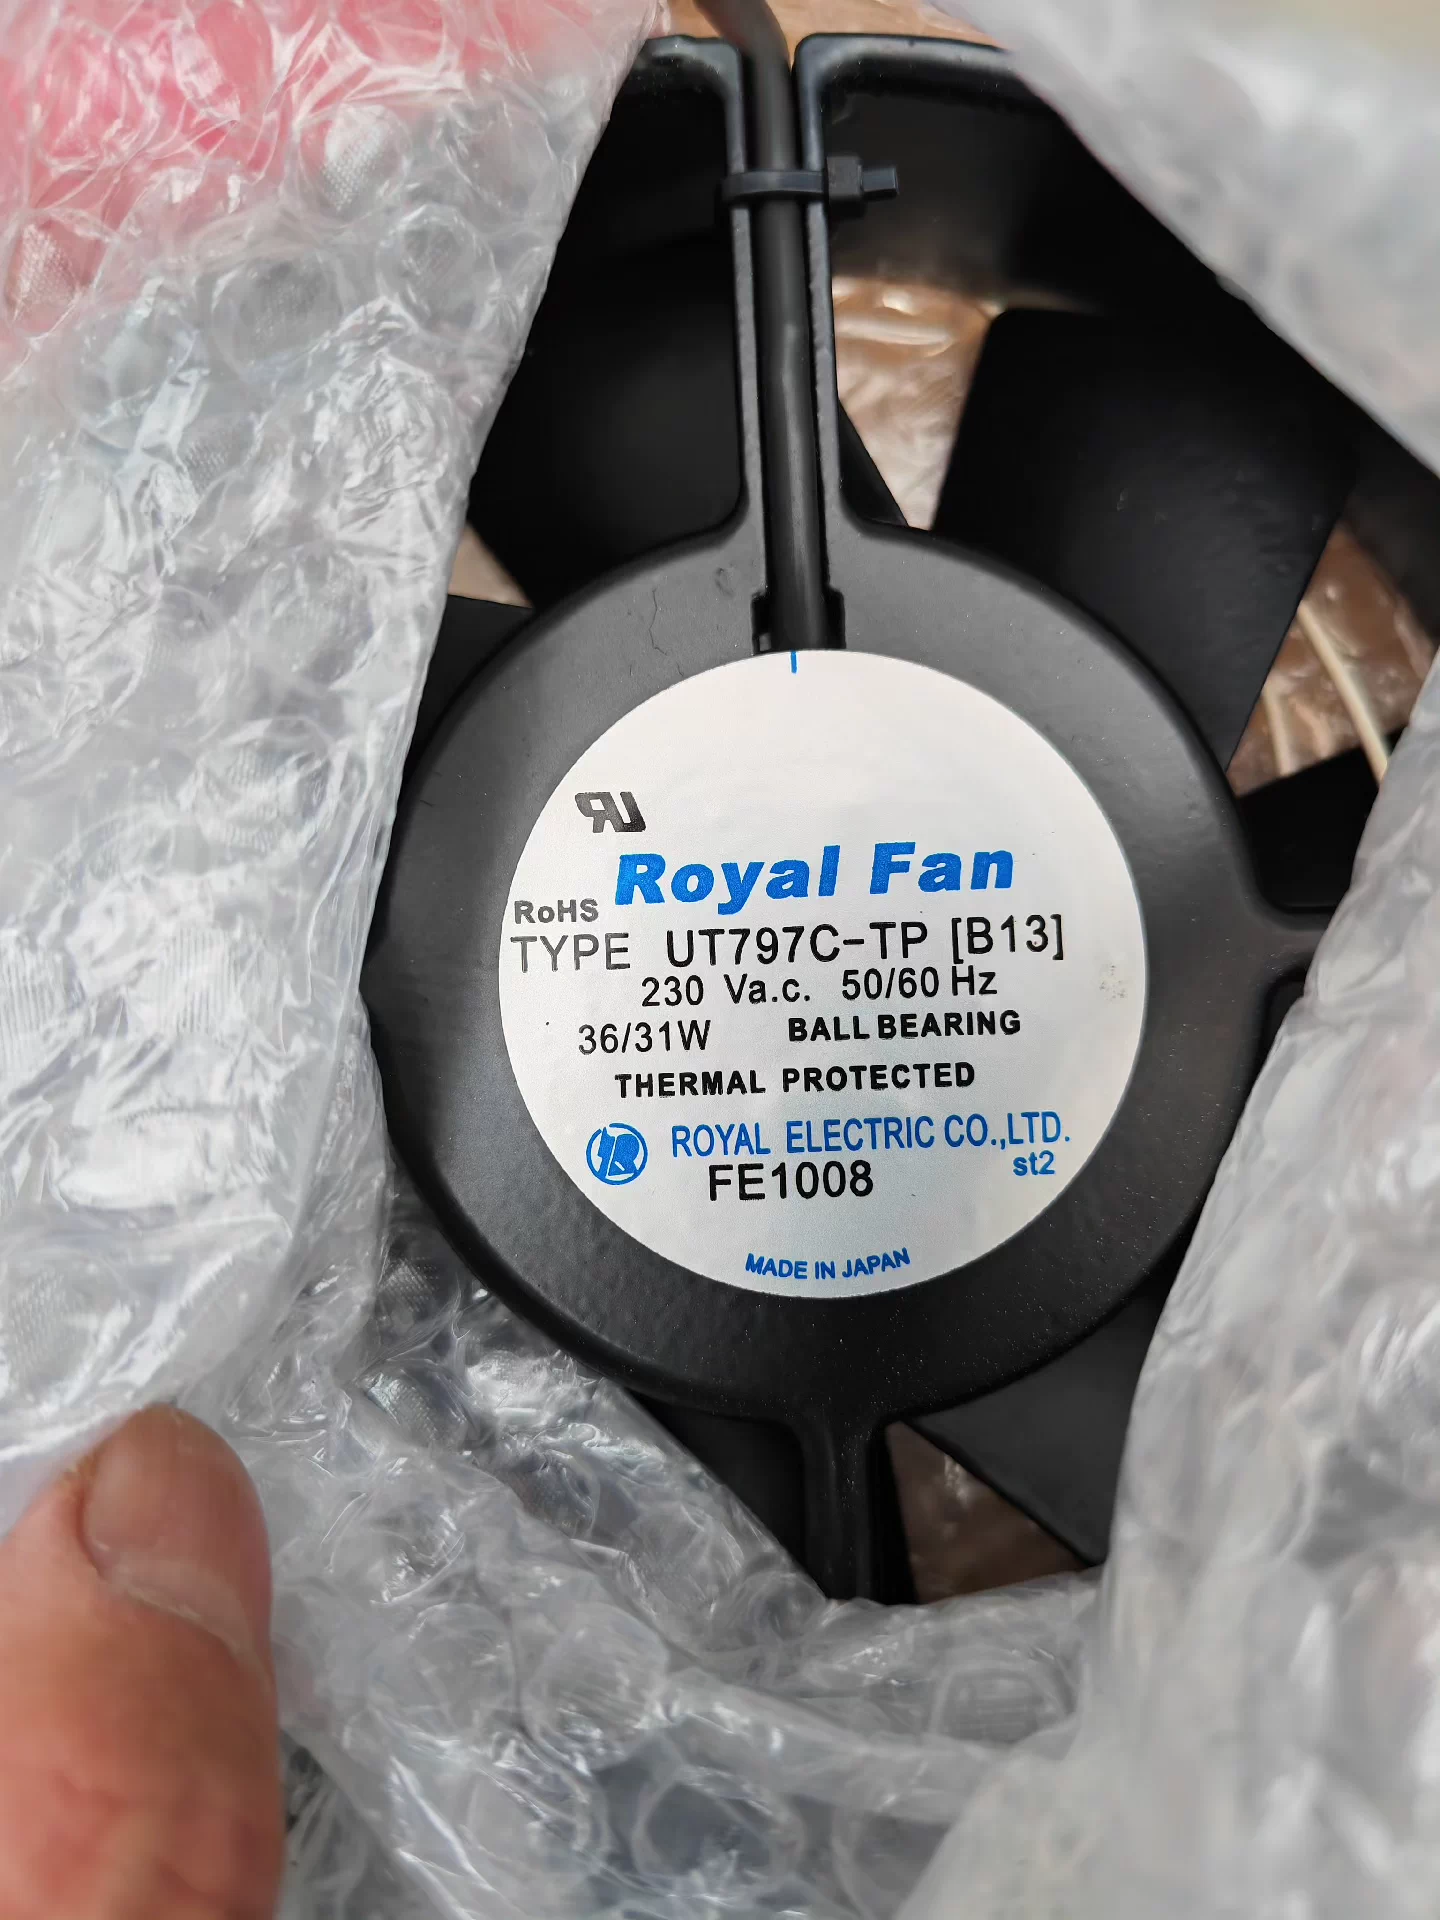 Royal Fan
RoHS
TYPE UT797C-TP [B13]
230 Va.c. 50/60 Hz
36/31W BALL BEARING
THERMAL PROTECTED
ROYAL ELECTRIC CO.,LTD.
FE1008 st2
MADE IN JAPAN